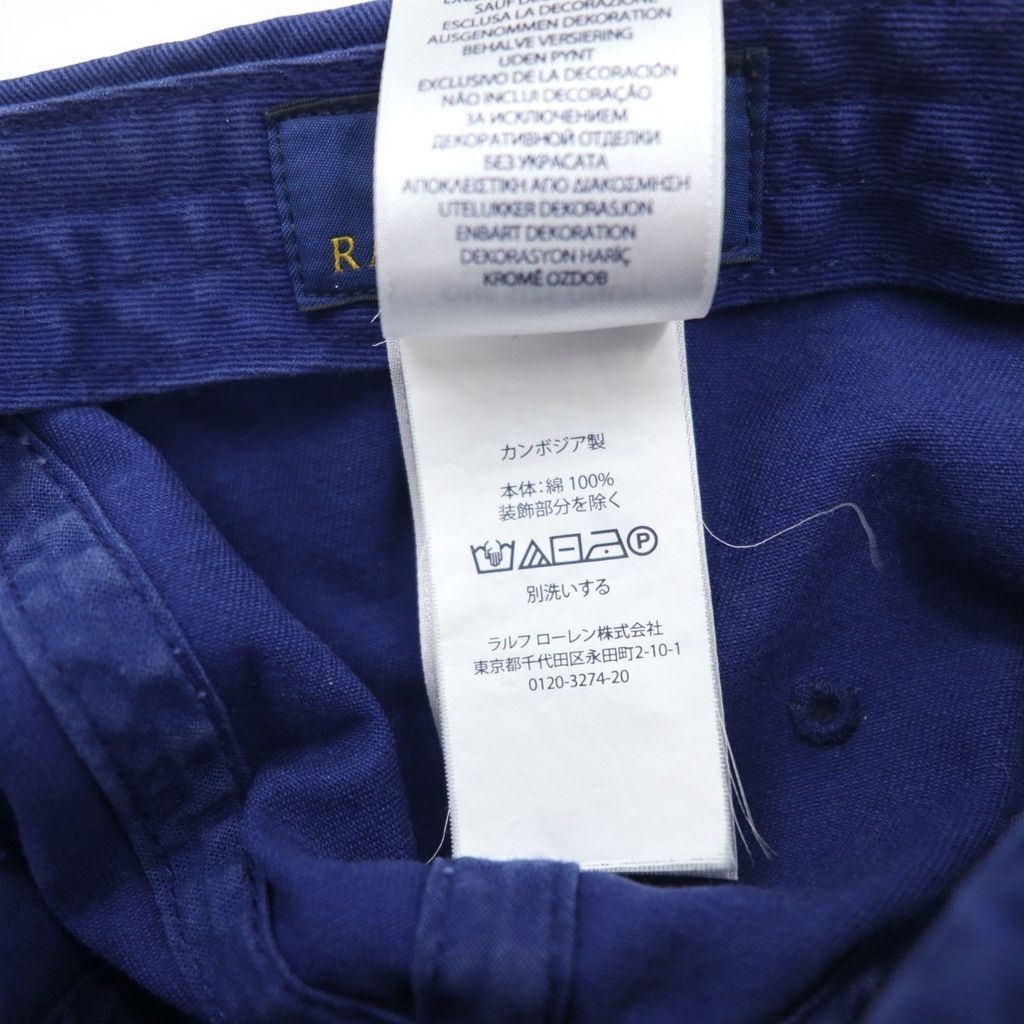 SAUF
ESCLUSA LA DECORAZIONE
AUSGENOMMEN DEKORATION
BEHALVE VERSIERING
UDEN PYNT
EXCLUSIVO DE LA DECORACIÓN
NÃO INCLUI DECORAÇÃO
ЗА ИСКЛЮЧЕНИЕМ
ДЕКОРАТИВНОЙ ОТДЕЛКИ
БЕЗ УКРАСАТА
ΑΠΟΚΛΕΙΣΤΙΚΗ ΑΠΟ ΔΙΑΚΟΣΜΗΣΗ
UTELUKKER DEKORASJON
ENBART DEKORATION
DEKORASYON HARİÇ
KROMĚ OZDOB
カンボジア製
本体:綿 100%
装飾部分を除く
P
別洗いする
ラルフ ローレン株式会社
東京都千代田区永田町2-10-1
0120-3274-20